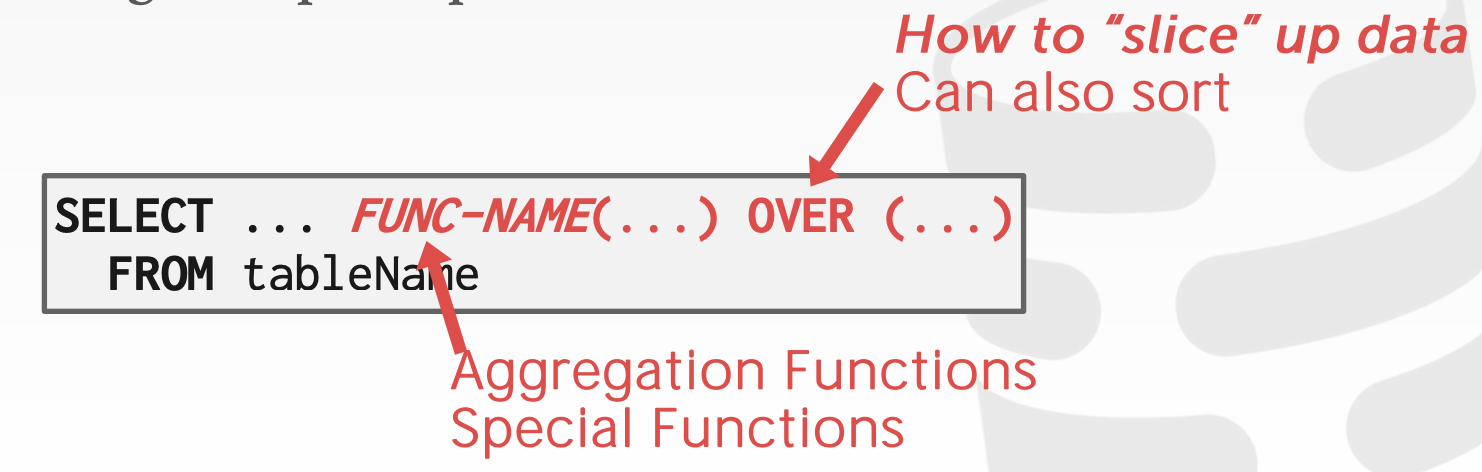 How to “slice” up data
Can also sort
SELECT ... FUNC-NAME(...) OVER (...)
FROM tableName
Aggregation Functions
Special Functions